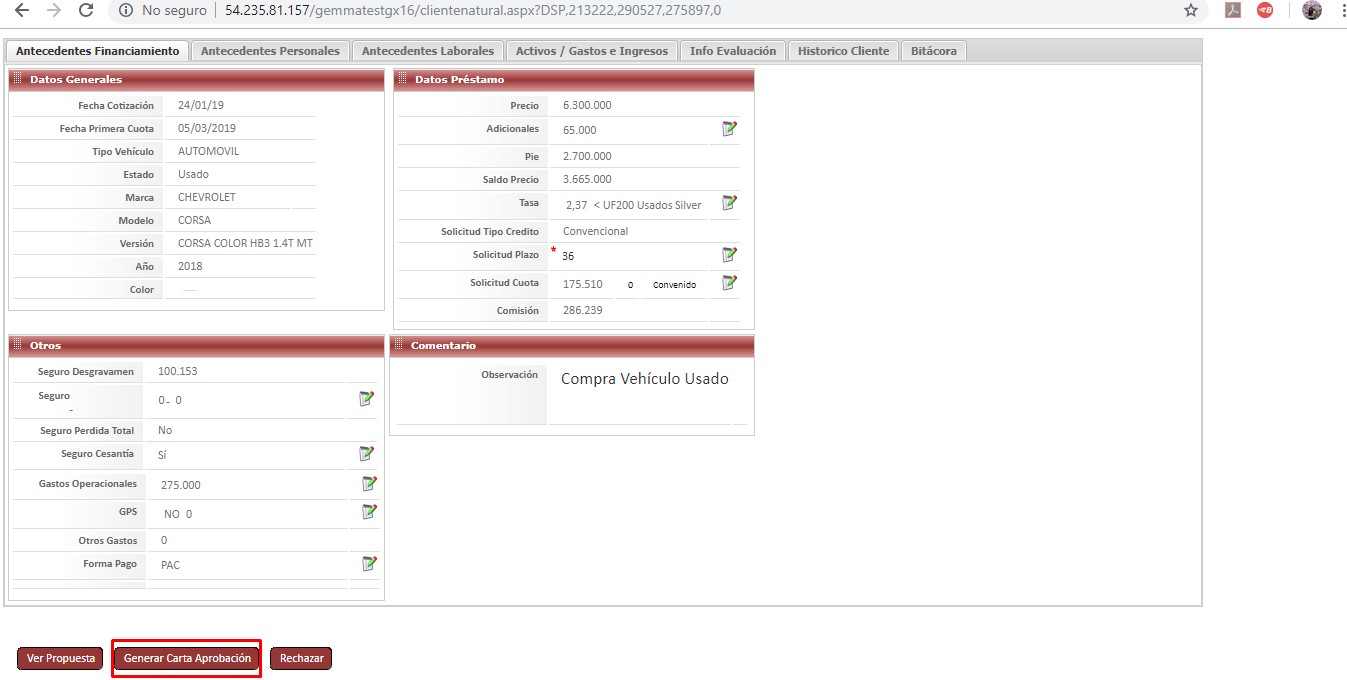 No seguro
54.235.81.157/gemmatestgx16/clientenatural.aspx?DSP,213222,290527,275897,0
Antecedentes Financiamiento
Antecedentes Personales
Antecedentes Laborales
Activos / Gastos e Ingresos
Info Evaluación
Historico Cliente
Bitácora
Datos Generales
Fecha Cotización 24/01/19
Fecha Primera Cuota 05/03/2019
Tipo Vehículo AUTOMOVIL
Estado Usado
Marca CHEVROLET
Modelo CORSA
Versión CORSA COLOR HB3 1.4T MT
Año 2018
Color
Datos Préstamo
Precio 6.300.000
Adicionales 65.000
Pie 2.700.000
Saldo Precio 3.665.000
Tasa 2,37 < UF200 Usados Silver
Solicitud Tipo Credito Convencional
Solicitud Plazo * 36
Solicitud Cuota 175.510 0 Convenido
Comisión 286.239
Otros
Seguro Desgravamen 100.153
Seguro
- 0 - 0
Seguro Perdida Total No
Seguro Cesantía Sí
Gastos Operacionales 275.000
GPS NO 0
Otros Gastos 0
Forma Pago PAC
Comentario
Observación Compra Vehículo Usado
Ver Propuesta
Generar Carta Aprobación
Rechazar